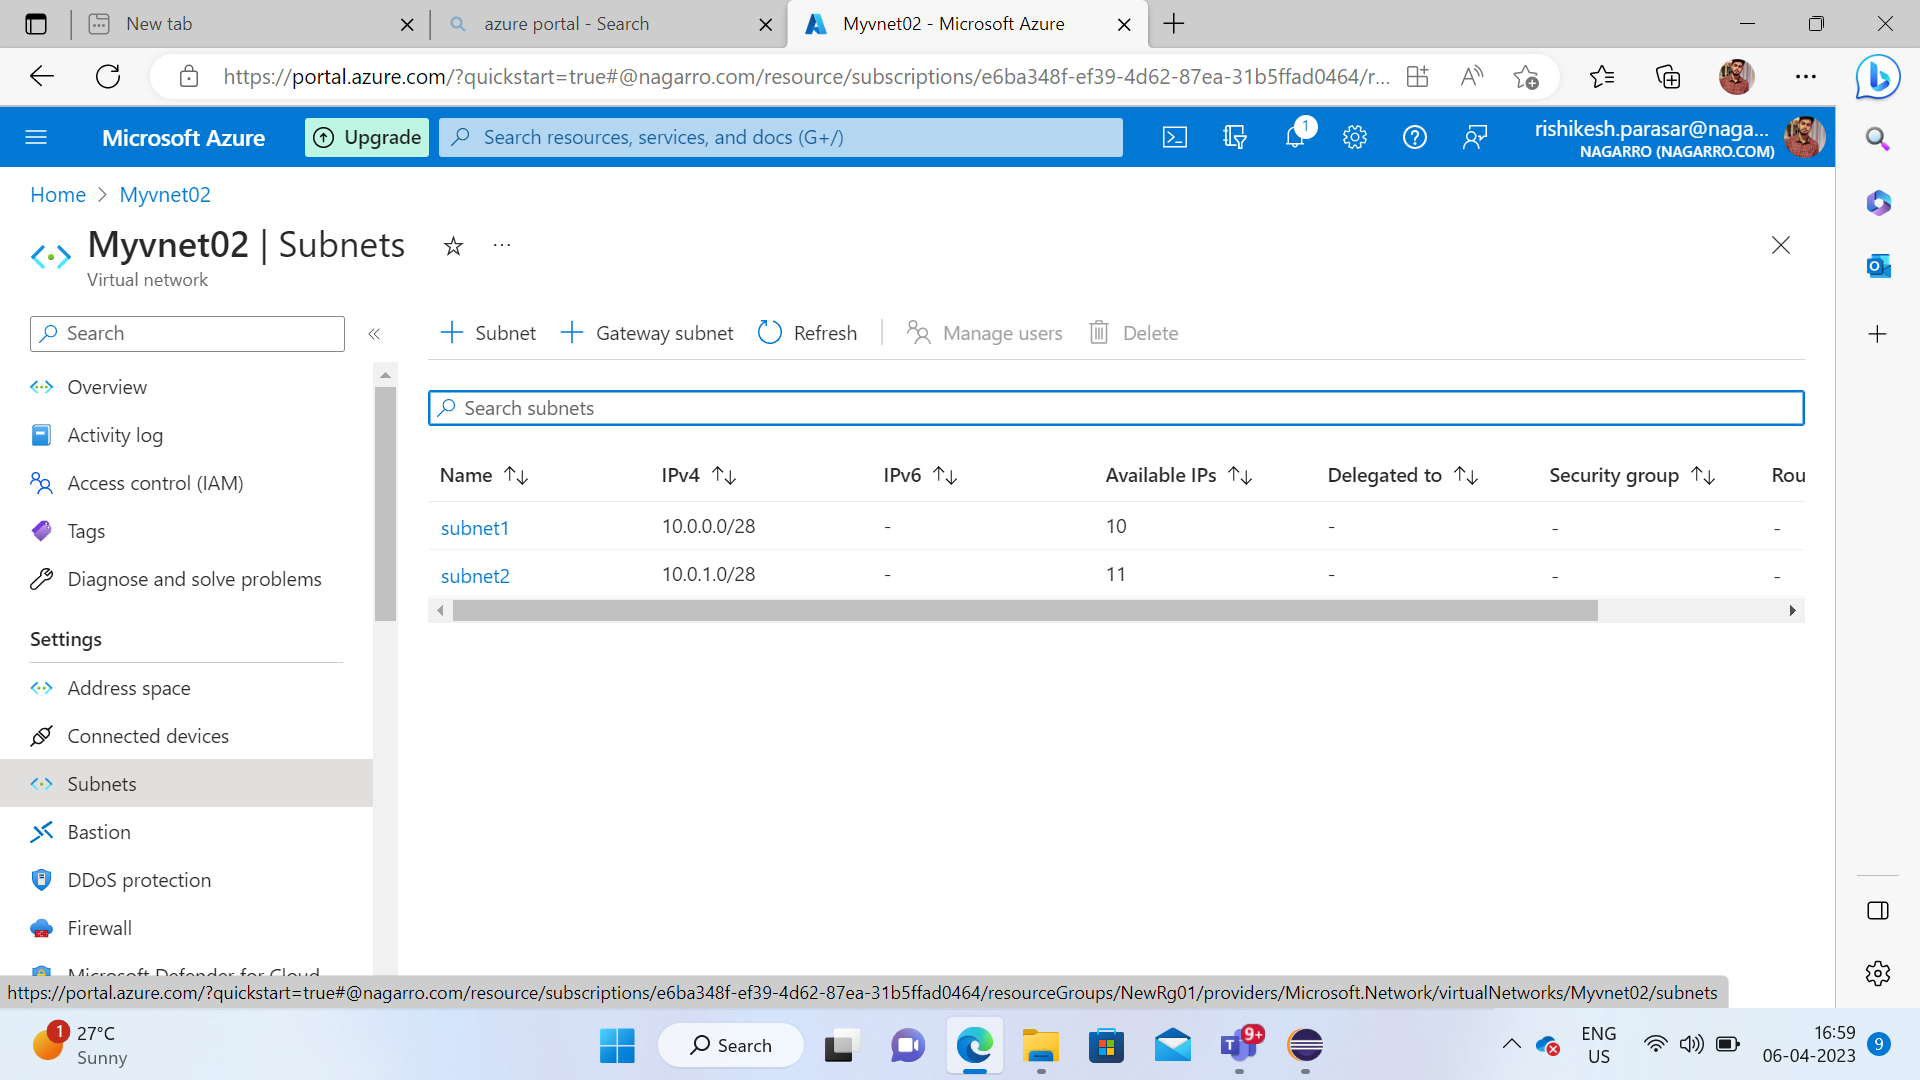 New tab
azure portal - Search
Myvnet02 - Microsoft Azure
https://portal.azure.com/?quickstart=true#@nagarro.com/resource/subscriptions/e6ba348f-ef39-4d62-87ea-31b5ffad0464/r...
Microsoft Azure
Upgrade
Search resources, services, and docs (G+/)
1
rishikesh.parasar@naga...
NAGARRO (NAGARRO.COM)
Home > Myvnet02
Myvnet02 | Subnets
Virtual network
Search
Subnet
Gateway subnet
Refresh
Manage users
Delete
Overview
Activity log
Access control (IAM)
Tags
Diagnose and solve problems
Settings
Address space
Connected devices
Subnets
Bastion
DDoS protection
Firewall
Microsoft Defender for Cloud
Search subnets
Name IPv4 IPv6 Available IPs Delegated to Security group Rou
subnet1 10.0.0.0/28 - 10 - - -
subnet2 10.0.1.0/28 - 11 - - -
https://portal.azure.com/?quickstart=true#@nagarro.com/resource/subscriptions/e6ba348f-ef39-4d62-87ea-31b5ffad0464/resourceGroups/NewRg01/providers/Microsoft.Network/virtualNetworks/Myvnet02/subnets
1
27°C
Sunny
Search
9+
ENG
US
16:59
06-04-2023
9